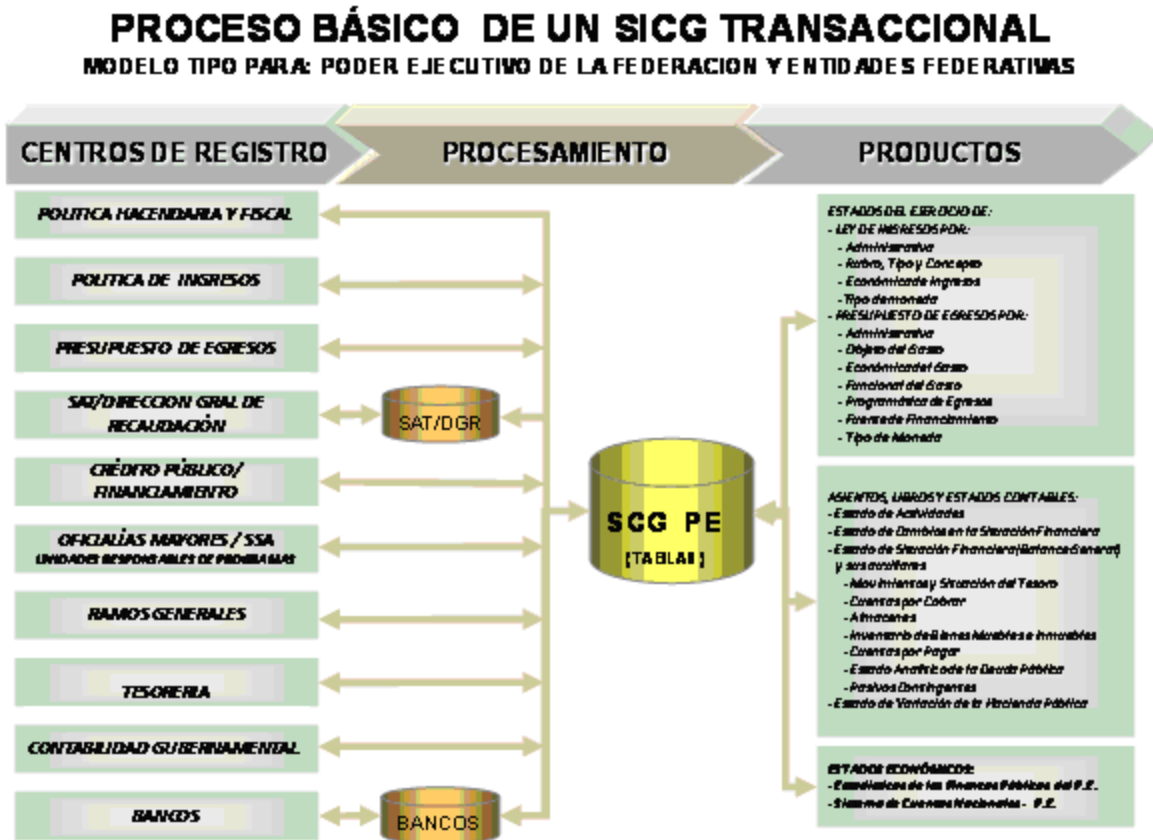 PROCESO BÁSICO DE UN SICG TRANSACCIONAL
MODELO TIPO PARA: PODER EJECUTIVO DE LA FEDERACION Y ENTIDADES FEDERATIVAS
CENTROS DE REGISTRO
PROCESAMIENTO
PRODUCTOS
POLITICA HACENDARIA Y FISCAL
POLITICA DE INGRESOS
PRESUPUESTO DE EGRESOS
SAT/DIRECCION GRAL DE
RECAUDACIÓN
CRÉDITO PÚBLICO/
FINANCIAMIENTO
OFICIALÍAS MAYORES / SSA
UNIDADES RESPONSABLES DE PROGRAMAS
RAMOS GENERALES
TESORERIA
CONTABILIDAD GUBERNAMENTAL
BANCOS
SAT/DGR
BANCOS
SCG PE
(TABLAS)
ESTADOS DEL EJERCICIO DE:
- LEY DE INGRESOS POR:
- Administrativa
- Rubro, Tipo y Concepto
- Económica de Ingresos
- Tipo de moneda
- PRESUPUESTO DE EGRESOS POR:
- Administrativa
- Objeto del Gasto
- Económica del Gasto
- Funcional del Gasto
- Programática de Egresos
- Fuente de Financiamiento
- Tipo de Moneda
ASIENTOS, LIBROS Y ESTADOS CONTABLES:
- Estado de Actividades
- Estado de Cambios en la Situación Financiera
- Estado de Situación Financiera (Balance General)
y sus auxiliares
- Movimientos y Situación del Tesoro
- Cuentas por Cobrar
- Almacenes
- Inventario de Bienes Muebles e Inmuebles
- Cuentas por Pagar
- Estado Analítico de la Deuda Pública
- Pasivos Contingentes
- Estado de Variación de la Hacienda Pública
ESTADOS ECONÓMICOS:
- Estadísticas de las Finanzas Públicas del P.E.
- Sistema de Cuentas Nacionales - P.E.